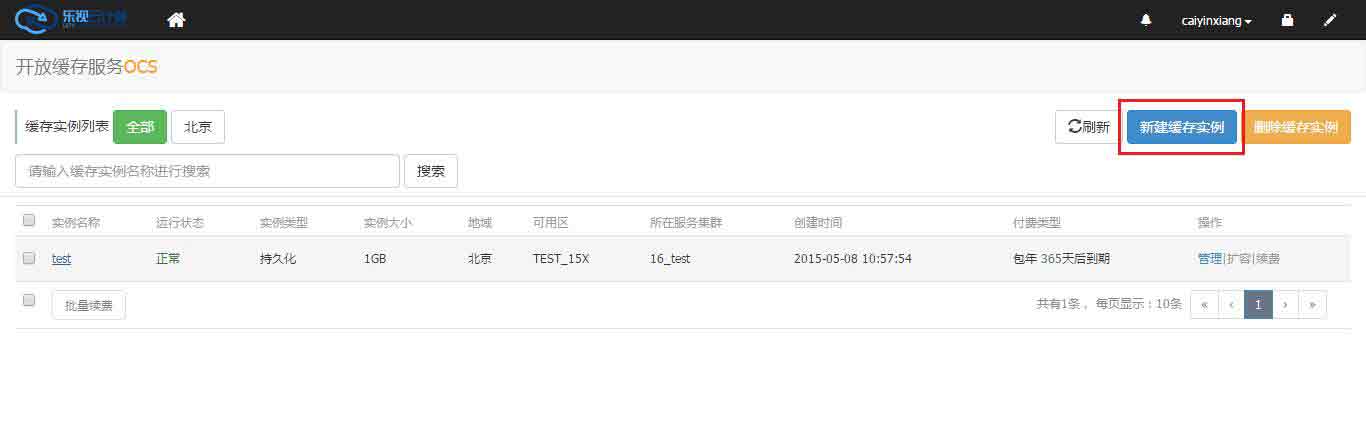 乐视云计算
caiyinxiang
开放缓存服务OCS
缓存实例列表 全部 北京 刷新 新建缓存实例 删除缓存实例
请输入缓存实例名称进行搜索 搜索
实例名称 运行状态 实例类型 实例大小 地域 可用区 所在服务集群 创建时间 付费类型 操作
test 正常 持久化 1GB 北京 TEST_15X 16_test 2015-05-08 10:57:54 包年 365天后到期 管理|扩容|续费
批量续费 共有1条， 每页显示：10条 « ‹ 1 › »